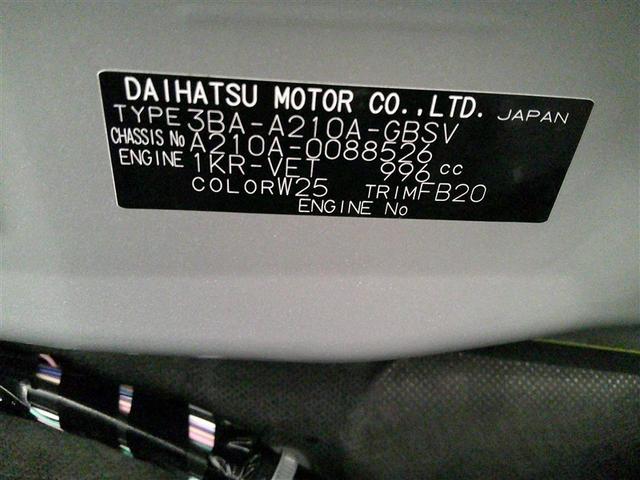 DAIHATSU MOTOR CO.,LTD. JAPAN
TYPE 3BA-A210A-GBSV
CHASSIS No A210A-0088526
ENGINE 1KR-VET 996 cc
COLOR W25 TRIM FB20
ENGINE No